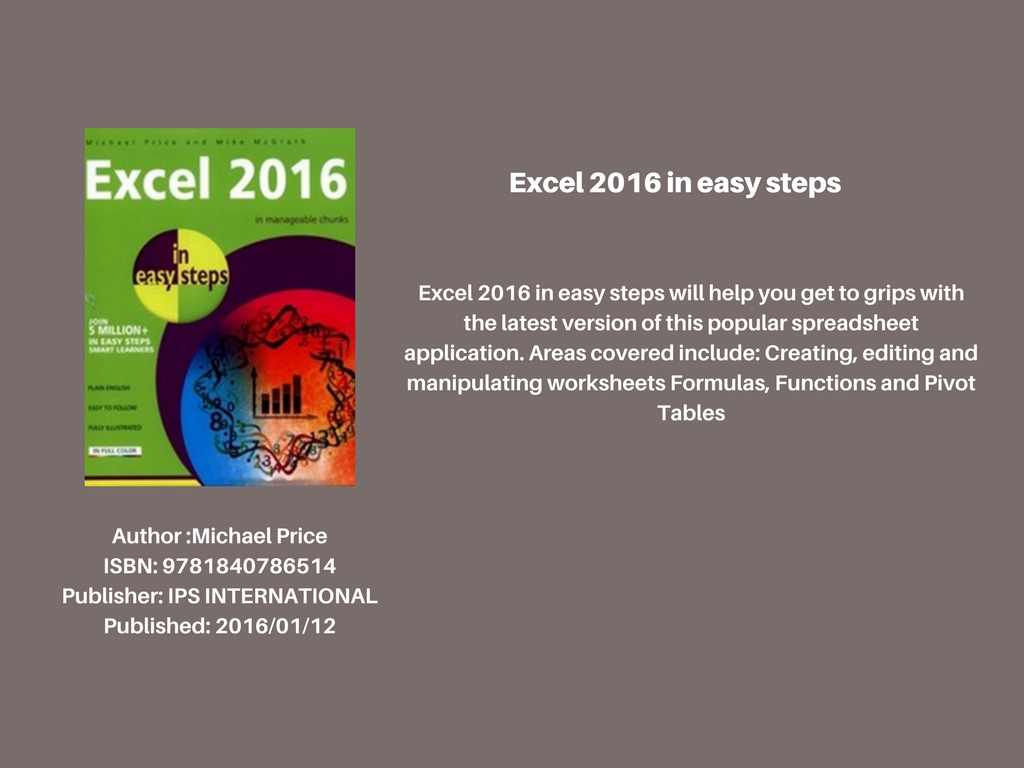 Michael Price and Mike McGrath
Excel 2016
in manageable chunks
in
easy steps
JOIN
5 MILLION+
IN EASY STEPS
SMART LEARNERS
PLAIN ENGLISH
EASY TO FOLLOW
FULLY ILLUSTRATED
IN FULL COLOR
Author :Michael Price
ISBN: 9781840786514
Publisher: IPS INTERNATIONAL
Published: 2016/01/12
Excel 2016 in easy steps
Excel 2016 in easy steps will help you get to grips with
the latest version of this popular spreadsheet
application. Areas covered include: Creating, editing and
manipulating worksheets Formulas, Functions and Pivot
Tables